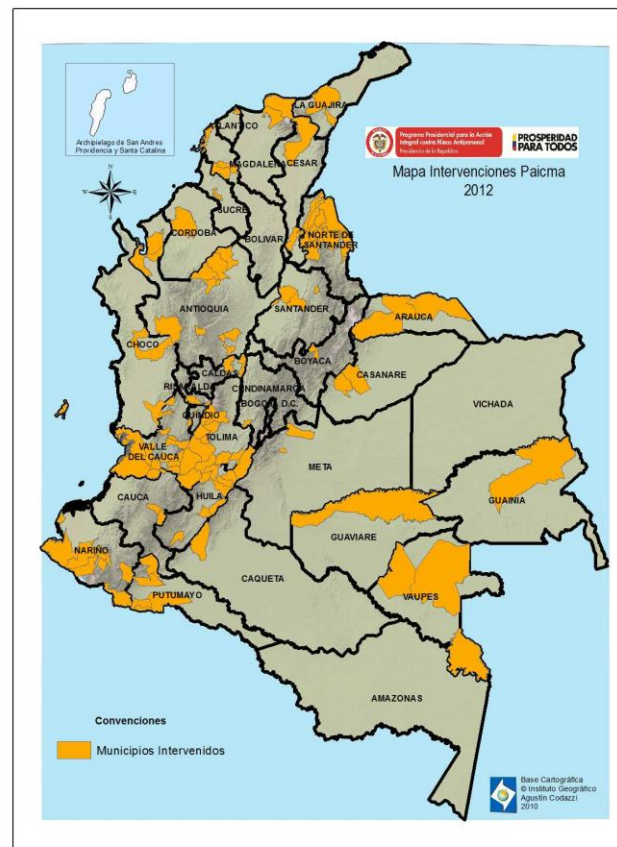 Archipielago de San Andres
Providencia y Santa Catalina
Programa Presidencial para la Acción
Integral contra Minas Antipersonal
Presidencia de la República
PROSPERIDAD
PARA TODOS
Mapa Intervenciones Paicma
2012
LA GUAJIRA
ATLANTICO
MAGDALENA
CESAR
SUCRE
CORDOBA
BOLIVAR
NORTE DE
SANTANDER
ANTIOQUIA
SANTANDER
ARAUCA
CHOCO
BOYACA
CALDAS
CASANARE
RISARALDA
CUNDINAMARCA
VICHADA
QUINDIO
BOGOTA D.C.
TOLIMA
VALLE
DEL CAUCA
META
CAUCA
HUILA
GUAINIA
GUAVIARE
NARIÑO
CAQUETA
VAUPES
PUTUMAYO
AMAZONAS
Convenciones
Municipios Intervenidos
Base Cartográfica
© Instituto Geográfico
Agustín Codazzi
2010